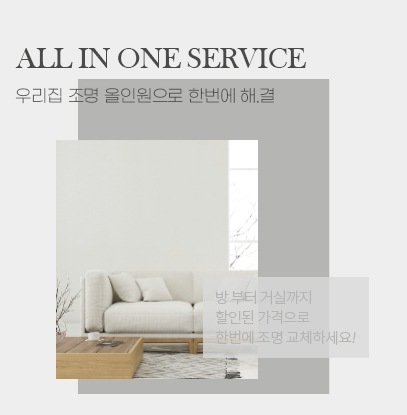 ALL IN ONE SERVICE
우리집 조명 올인원으로 한번에 해.결
방 부터 거실까지
할인된 가격으로
한번에 조명 교체하세요!